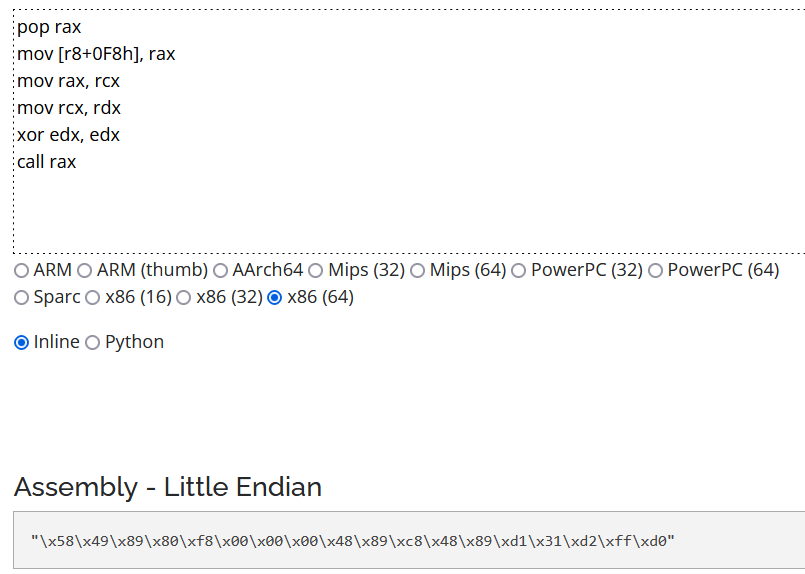 pop rax
mov [r8+0F8h], rax
mov rax, rcx
mov rcx, rdx
xor edx, edx
call rax
ARM ARM (thumb) AArch64 Mips (32) Mips (64) PowerPC (32) PowerPC (64)
Sparc x86 (16) x86 (32) x86 (64)
Inline Python
Assembly - Little Endian
"\x58\x49\x89\x80\xf8\x00\x00\x00\x48\x89\xc8\x48\x89\xd1\x31\xd2\xff\xd0"